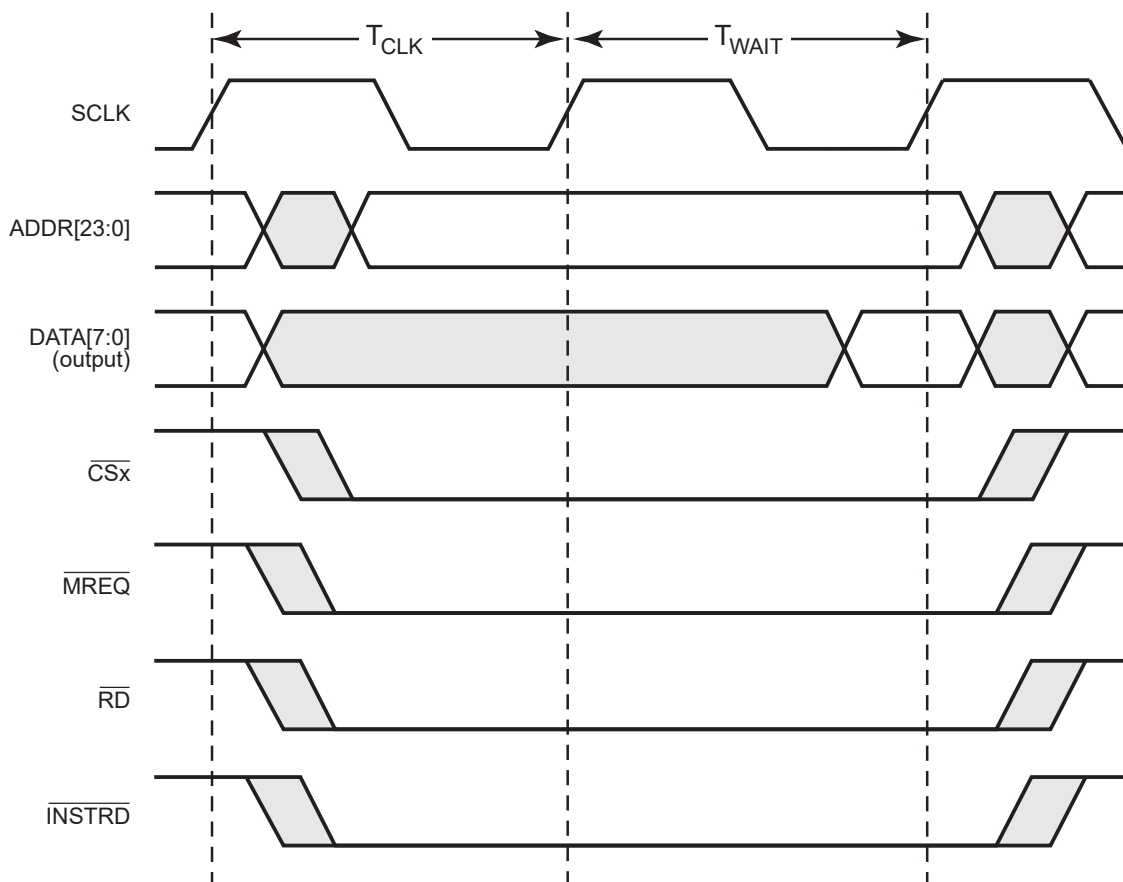 T_CLK T_WAIT
SCLK
ADDR[23:0]
DATA[7:0]
(output)
CSx
MREQ
RD
INSTRD